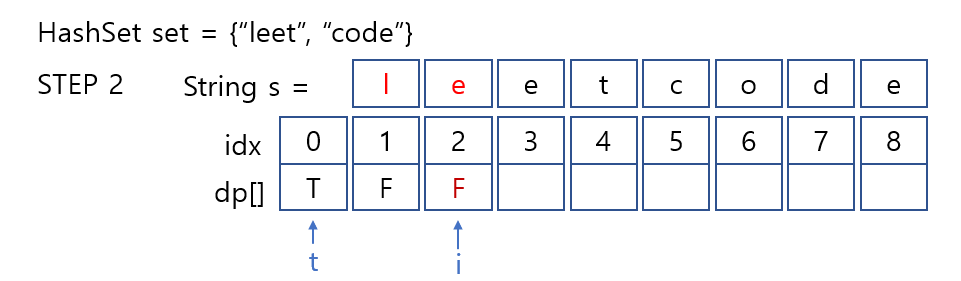 HashSet set = {“leet”, “code”}
STEP 2 String s = l e e t c o d e
idx 0 1 2 3 4 5 6 7 8
dp[] T F F
t i